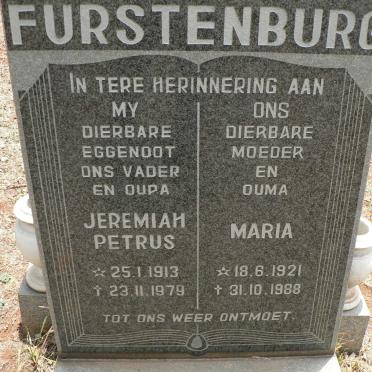 FURSTENBURG
IN TERE HERINNERING AAN
MY
DIERBARE
EGGENOOT
ONS VADER
EN OUPA
JEREMIAH
PETRUS
☆ 25.1.1913
† 23.11.1979
ONS
DIERBARE
MOEDER
EN
OUMA
MARIA
☆ 18.6.1921
† 31.10.1988
TOT ONS WEER ONTMOET.